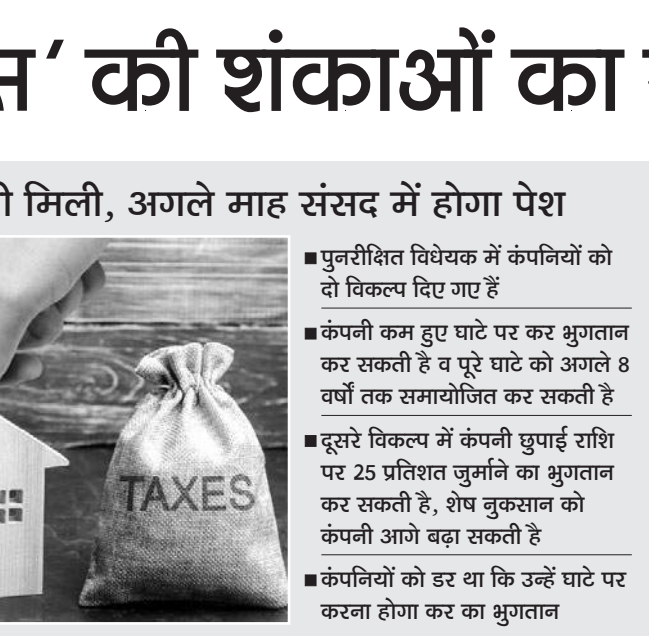 की शंकाओं का
मिली, अगले माह संसद में होगा पेश
TAXES
■ पुनरीक्षित विधेयक में कंपनियों को
दो विकल्प दिए गए हैं
■ कंपनी कम हुए घाटे पर कर भुगतान
कर सकती है व पूरे घाटे को अगले 8
वर्षों तक समायोजित कर सकती है
■ दूसरे विकल्प में कंपनी छुपाई राशि
पर 25 प्रतिशत जुर्माने का भुगतान
कर सकती है, शेष नुकसान को
कंपनी आगे बढ़ा सकती है
■ कंपनियों को डर था कि उन्हें घाटे पर
करना होगा कर का भुगतान